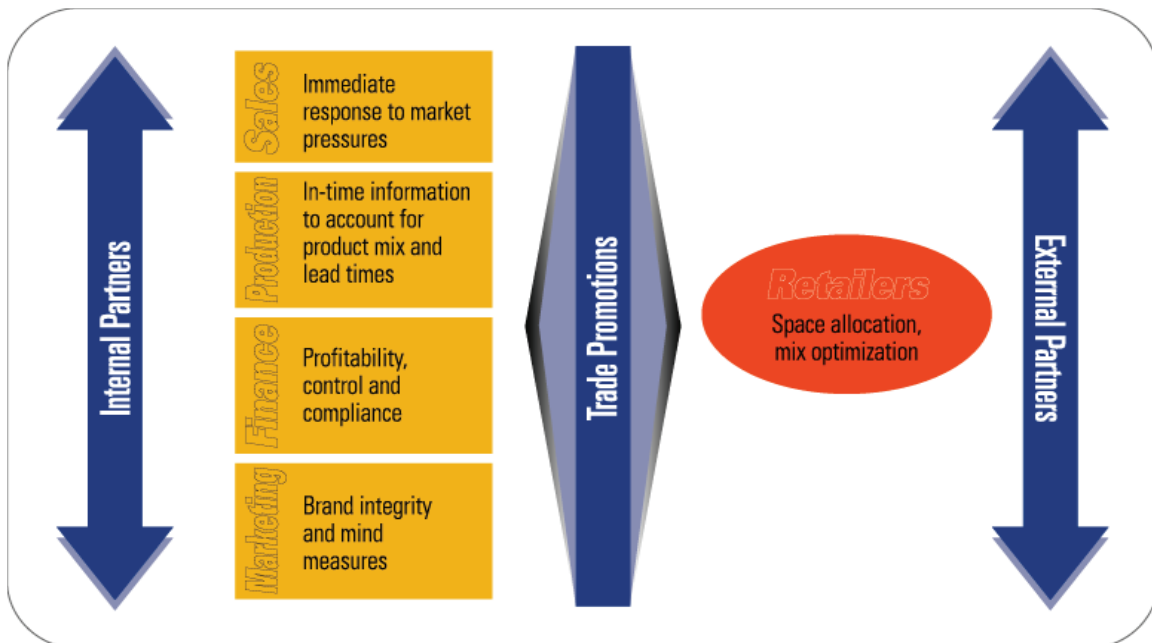 Internal Partners
Sales
Immediate
response to market
pressures
Production
In-time information
to account for
product mix and
lead times
Finance
Profitability,
control and
compliance
Marketing
Brand integrity
and mind
measures
Trade Promotions
Retailers
Space allocation,
mix optimization
External Partners